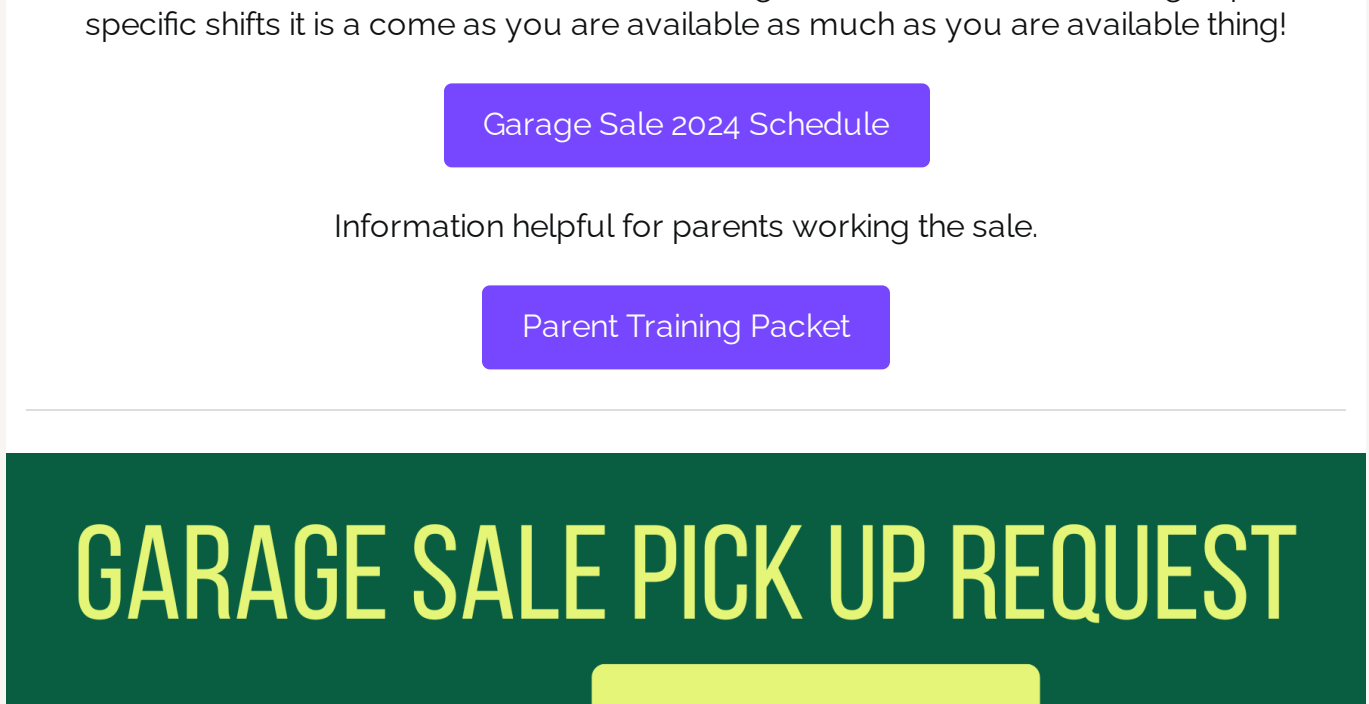 specific shifts it is a come as you are available as much as you are available thing!
Garage Sale 2024 Schedule
Information helpful for parents working the sale.
Parent Training Packet
GARAGE SALE PICK UP REQUEST